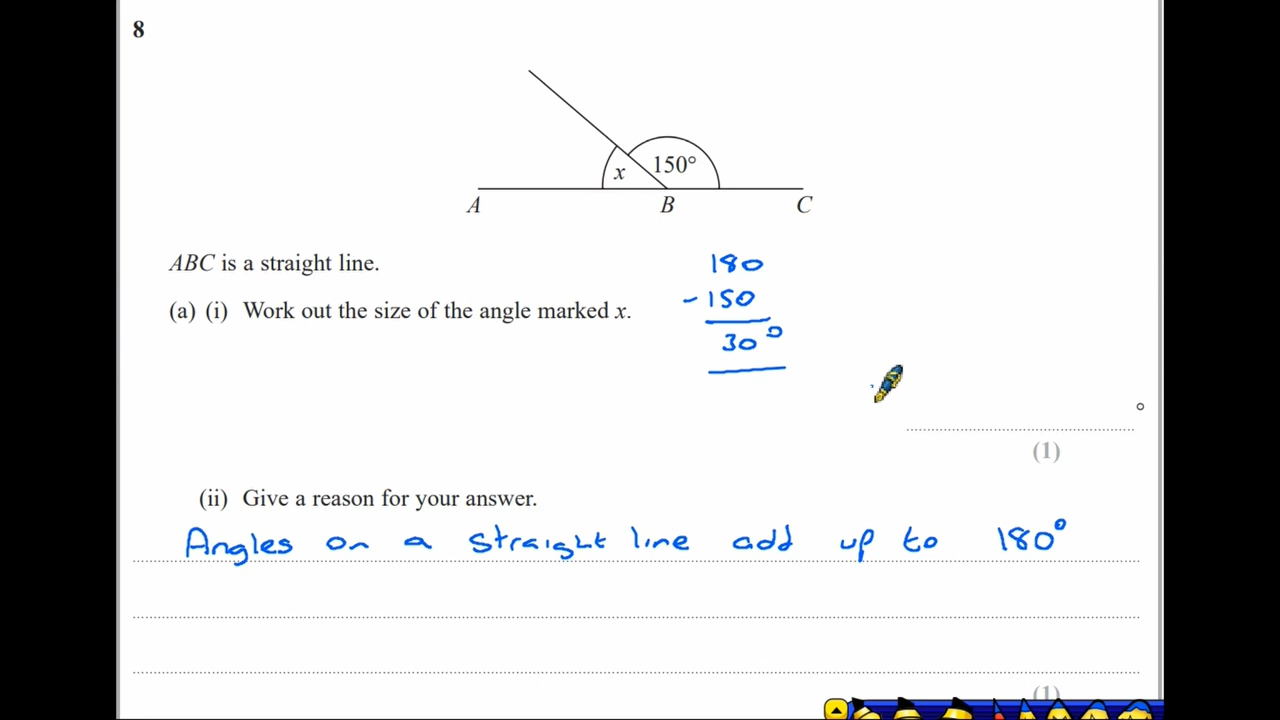 8
x 150°
A B C
ABC is a straight line.
180
(a) (i) Work out the size of the angle marked x.
- 150
30°
°
(1)
(ii) Give a reason for your answer.
Angles on a straight line add up to 180°
(1)